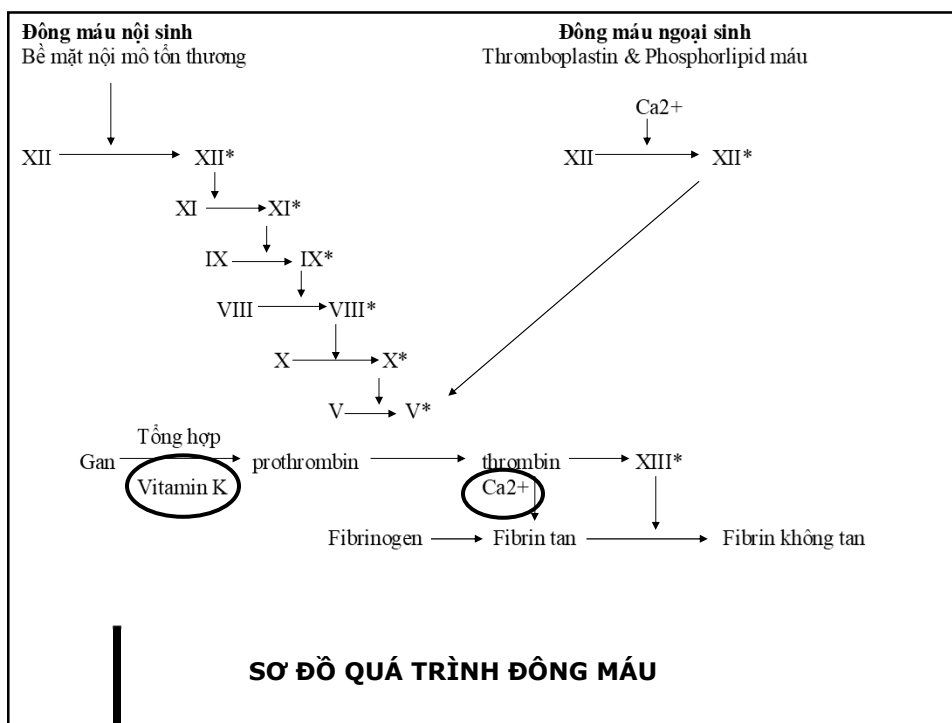 Đông máu nội sinh
Bề mặt nội mô tổn thương
Đông máu ngoại sinh
Thromboplastin & Phosphorlipid máu
Ca2+
XII XII* XII XII*
XI XI*
IX IX*
VIII VIII*
X X*
V V*
Tổng hợp
Gan prothrombin thrombin XIII*
Vitamin K Ca2+
Fibrinogen Fibrin tan Fibrin không tan
SƠ ĐỒ QUÁ TRÌNH ĐÔNG MÁU